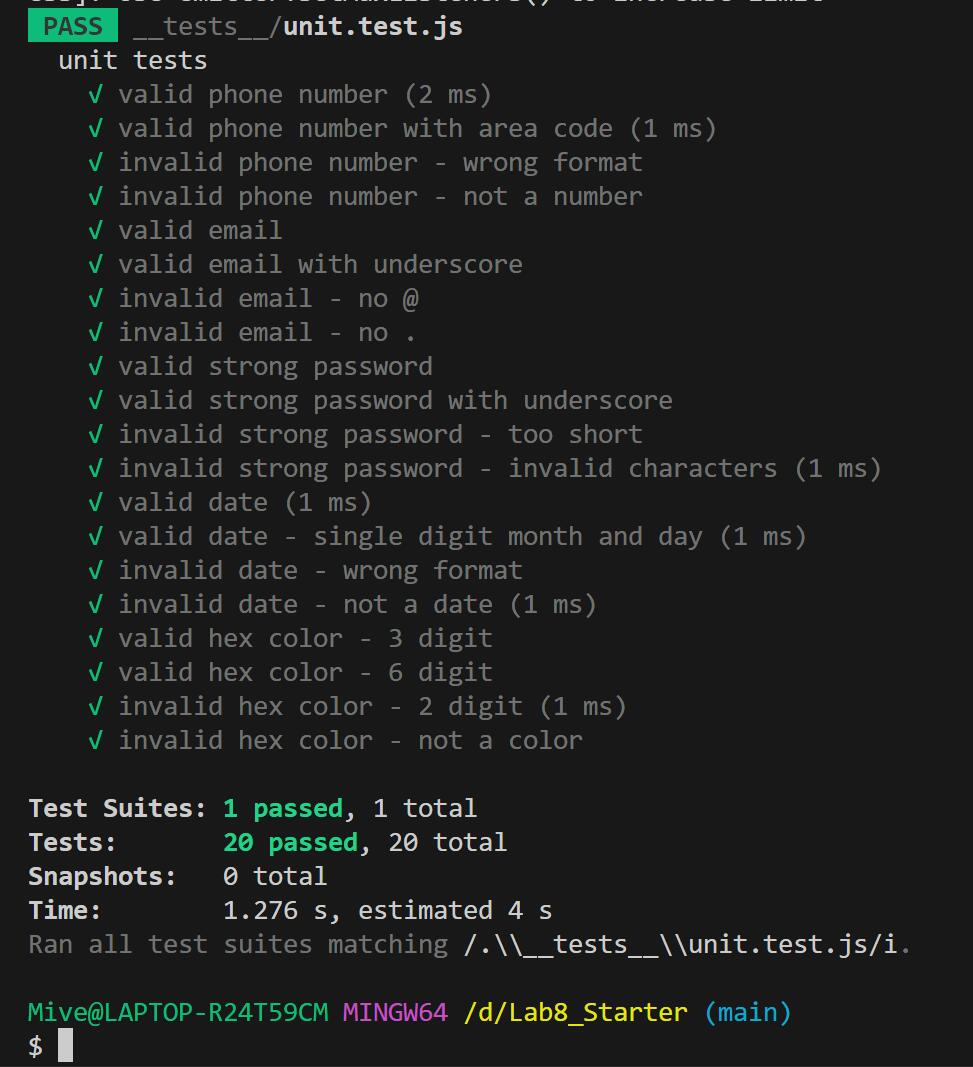 PASS __tests__/unit.test.js
unit tests
√ valid phone number (2 ms)
√ valid phone number with area code (1 ms)
√ invalid phone number - wrong format
√ invalid phone number - not a number
√ valid email
√ valid email with underscore
√ invalid email - no @
√ invalid email - no .
√ valid strong password
√ valid strong password with underscore
√ invalid strong password - too short
√ invalid strong password - invalid characters (1 ms)
√ valid date (1 ms)
√ valid date - single digit month and day (1 ms)
√ invalid date - wrong format
√ invalid date - not a date (1 ms)
√ valid hex color - 3 digit
√ valid hex color - 6 digit
√ invalid hex color - 2 digit (1 ms)
√ invalid hex color - not a color
Test Suites: 1 passed, 1 total
Tests: 20 passed, 20 total
Snapshots: 0 total
Time: 1.276 s, estimated 4 s
Ran all test suites matching /.\\__tests__\\unit.test.js/i.
Mive@LAPTOP-R24T59CM MINGW64 /d/Lab8_Starter (main)
$